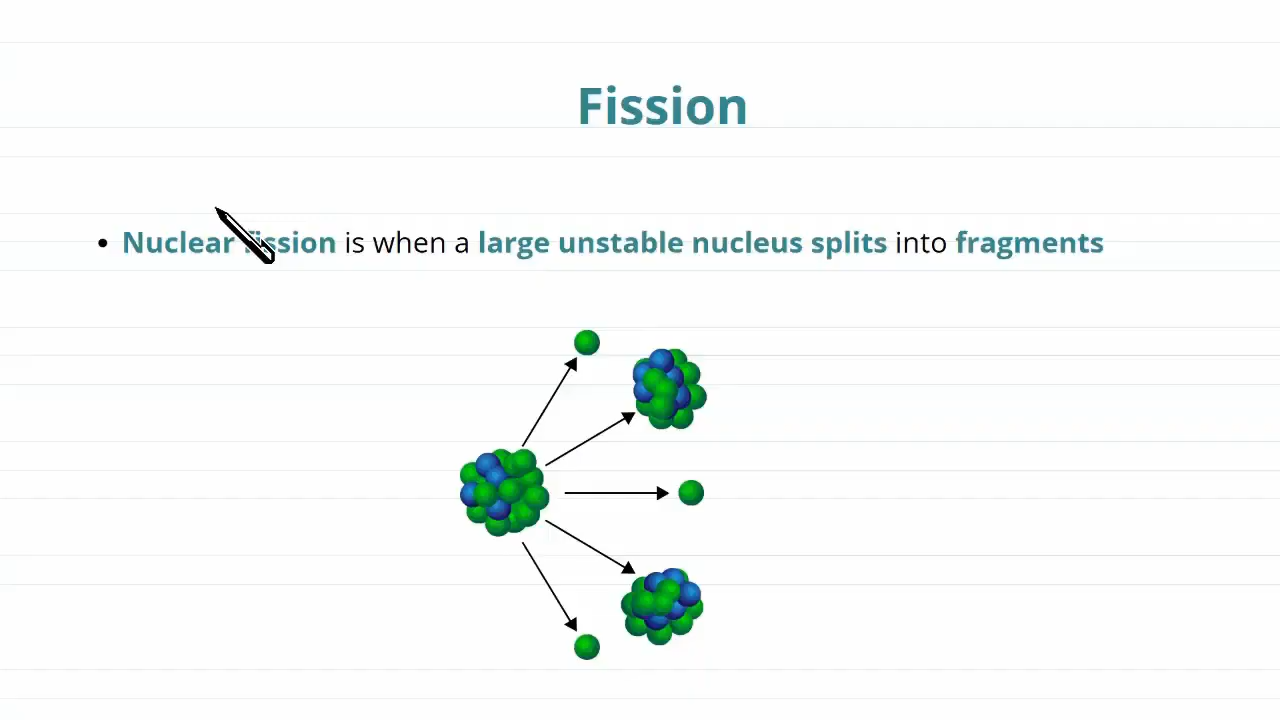 Fission
• Nuclear fission is when a large unstable nucleus splits into fragments